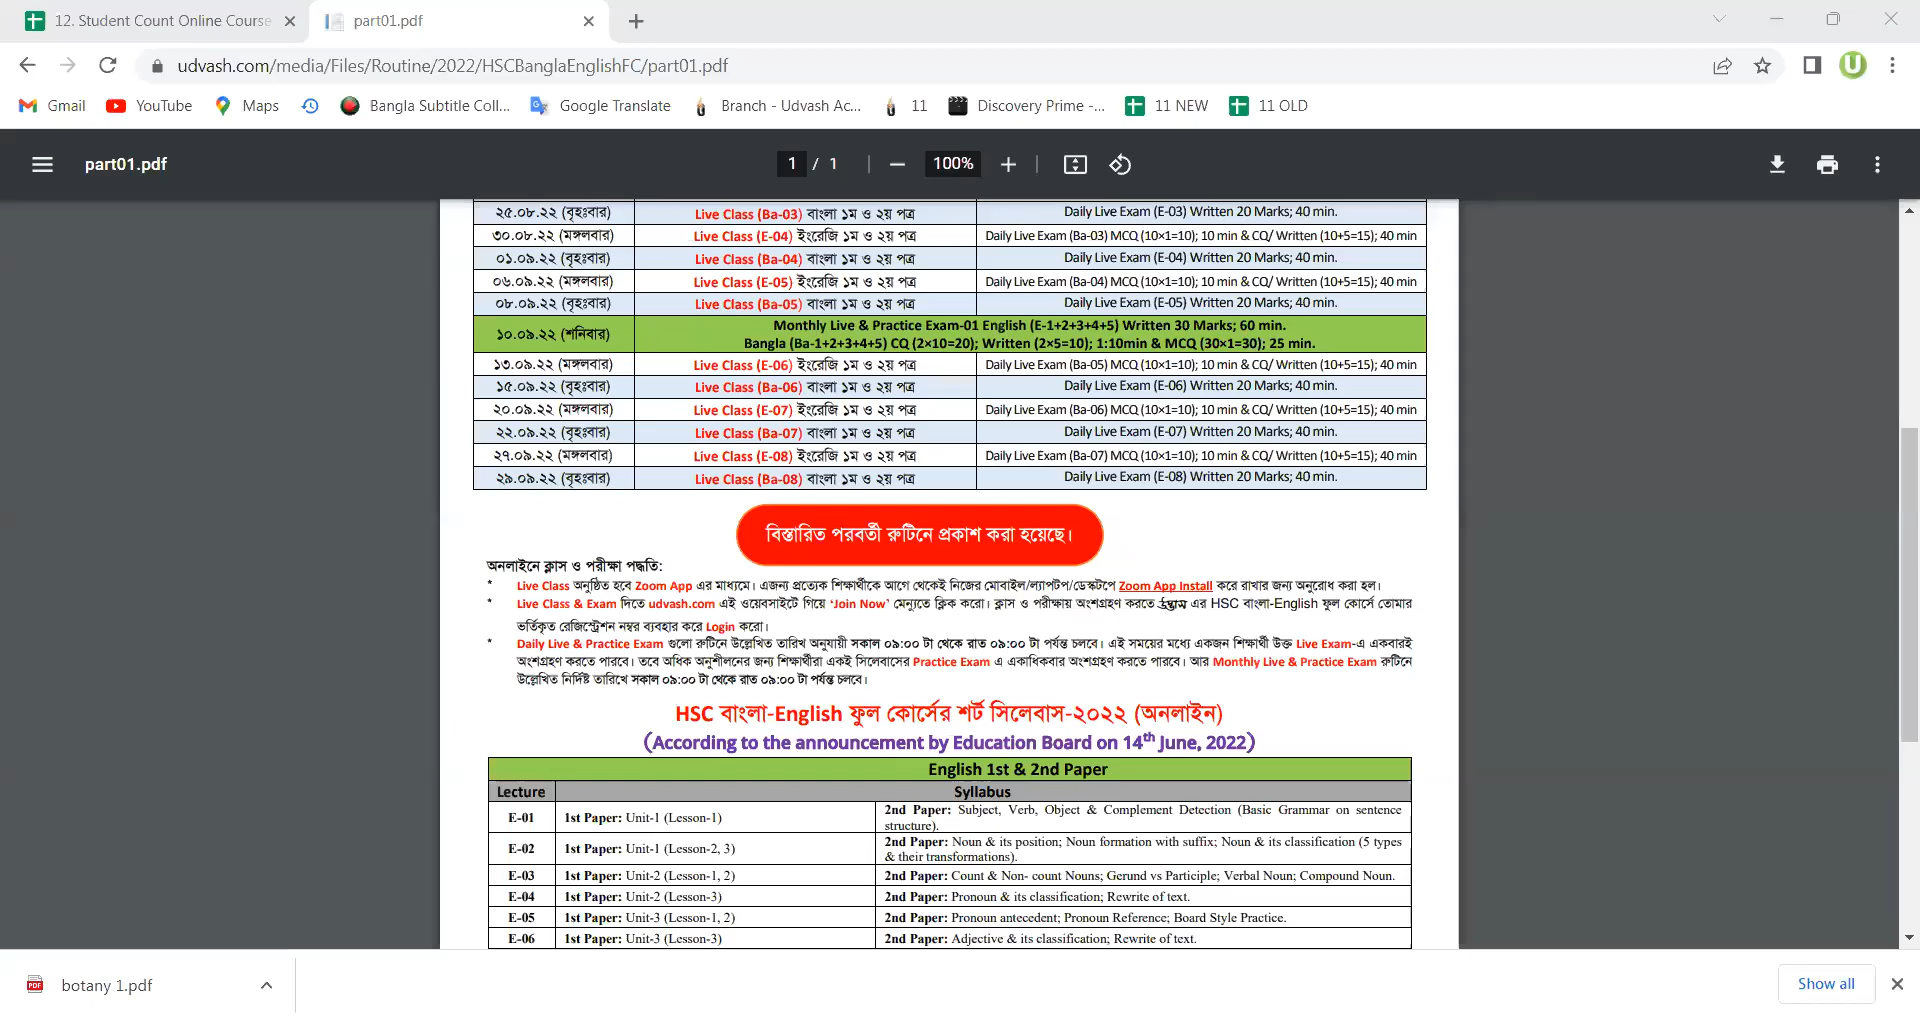 12. Student Count Online Course
part01.pdf
udvash.com/media/Files/Routine/2022/HSCBanglaEnglishFC/part01.pdf
Gmail YouTube Maps Bangla Subtitle Coll... Google Translate Branch - Udvash Ac... 11 Discovery Prime -... 11 NEW 11 OLD
part01.pdf 1 / 1 100%
২৫.০৮.২২ (বৃহঃবার) Live Class (Ba-03) বাংলা ১ম ও ২য় পত্র Daily Live Exam (E-03) Written 20 Marks; 40 min.
৩০.০৮.২২ (মঙ্গলবার) Live Class (E-04) ইংরেজি ১ম ও ২য় পত্র Daily Live Exam (Ba-03) MCQ (10×1=10); 10 min & CQ/ Written (10+5=15); 40 min
০১.০৯.২২ (বৃহঃবার) Live Class (Ba-04) বাংলা ১ম ও ২য় পত্র Daily Live Exam (E-04) Written 20 Marks; 40 min.
০৬.০৯.২২ (মঙ্গলবার) Live Class (E-05) ইংরেজি ১ম ও ২য় পত্র Daily Live Exam (Ba-04) MCQ (10×1=10); 10 min & CQ/ Written (10+5=15); 40 min
০৮.০৯.২২ (বৃহঃবার) Live Class (Ba-05) বাংলা ১ম ও ২য় পত্র Daily Live Exam (E-05) Written 20 Marks; 40 min.
১০.০৯.২২ (শনিবার) Monthly Live & Practice Exam-01 English (E-1+2+3+4+5) Written 30 Marks; 60 min.
Bangla (Ba-1+2+3+4+5) CQ (2×10=20); Written (2×5=10); 1:10min & MCQ (30×1=30); 25 min.
১৩.০৯.২২ (মঙ্গলবার) Live Class (E-06) ইংরেজি ১ম ও ২য় পত্র Daily Live Exam (Ba-05) MCQ (10×1=10); 10 min & CQ/ Written (10+5=15); 40 min
১৫.০৯.২২ (বৃহঃবার) Live Class (Ba-06) বাংলা ১ম ও ২য় পত্র Daily Live Exam (E-06) Written 20 Marks; 40 min.
২০.০৯.২২ (মঙ্গলবার) Live Class (E-07) ইংরেজি ১ম ও ২য় পত্র Daily Live Exam (Ba-06) MCQ (10×1=10); 10 min & CQ/ Written (10+5=15); 40 min
২২.০৯.২২ (বৃহঃবার) Live Class (Ba-07) বাংলা ১ম ও ২য় পত্র Daily Live Exam (E-07) Written 20 Marks; 40 min.
২৭.০৯.২২ (মঙ্গলবার) Live Class (E-08) ইংরেজি ১ম ও ২য় পত্র Daily Live Exam (Ba-07) MCQ (10×1=10); 10 min & CQ/ Written (10+5=15); 40 min
২৯.০৯.২২ (বৃহঃবার) Live Class (Ba-08) বাংলা ১ম ও ২য় পত্র Daily Live Exam (E-08) Written 20 Marks; 40 min.
বিস্তারিত পরবর্তী রুটিনে প্রকাশ করা হয়েছে।
অনলাইনে ক্লাস ও পরীক্ষা পদ্ধতি:
* Live Class অনুষ্ঠিত হবে Zoom App এর মাধ্যমে। এজন্য প্রত্যেক শিক্ষার্থীকে আগে থেকেই নিজের মোবাইল/ল্যাপটপ/ডেস্কটপে Zoom App Install করে রাখার জন্য অনুরোধ করা হল।
* Live Class & Exam দিতে udvash.com এই ওয়েবসাইটে গিয়ে ‘Join Now’ মেন্যুতে ক্লিক করো। ক্লাস ও পরীক্ষায় অংশগ্রহণ করতে উদ্ভাস এর HSC বাংলা-English ফুল কোর্সে তোমার
ভর্তিকৃত রেজিস্ট্রেশন নম্বর ব্যবহার করে Login করো।
* Daily Live & Practice Exam গুলো রুটিনে উল্লেখিত তারিখ অনুযায়ী সকাল ০৯:০০ টা থেকে রাত ০৯:০০ টা পর্যন্ত চলবে। এই সময়ের মধ্যে একজন শিক্ষার্থী উক্ত Live Exam-এ একবারই
অংশগ্রহণ করতে পারবে। তবে অধিক অনুশীলনের জন্য শিক্ষার্থীরা একই সিলেবাসের Practice Exam এ একাধিকবার অংশগ্রহণ করতে পারবে। আর Monthly Live & Practice Exam রুটিনে
উল্লেখিত নির্দিষ্ট তারিখে সকাল ০৯:০০ টা থেকে রাত ০৯:০০ টা পর্যন্ত চলবে।
HSC বাংলা-English ফুল কোর্সের শর্ট সিলেবাস-২০২২ (অনলাইন)
(According to the announcement by Education Board on 14th June, 2022)
English 1st & 2nd Paper
Lecture Syllabus
E-01 1st Paper: Unit-1 (Lesson-1) 2nd Paper: Subject, Verb, Object & Complement Detection (Basic Grammar on sentence
structure).
E-02 1st Paper: Unit-1 (Lesson-2, 3) 2nd Paper: Noun & its position; Noun formation with suffix; Noun & its classification (5 types
& their transformations).
E-03 1st Paper: Unit-2 (Lesson-1, 2) 2nd Paper: Count & Non- count Nouns; Gerund vs Participle; Verbal Noun; Compound Noun.
E-04 1st Paper: Unit-2 (Lesson-3) 2nd Paper: Pronoun & its classification; Rewrite of text.
E-05 1st Paper: Unit-3 (Lesson-1, 2) 2nd Paper: Pronoun antecedent; Pronoun Reference; Board Style Practice.
E-06 1st Paper: Unit-3 (Lesson-3) 2nd Paper: Adjective & its classification; Rewrite of text.
botany 1.pdf Show all